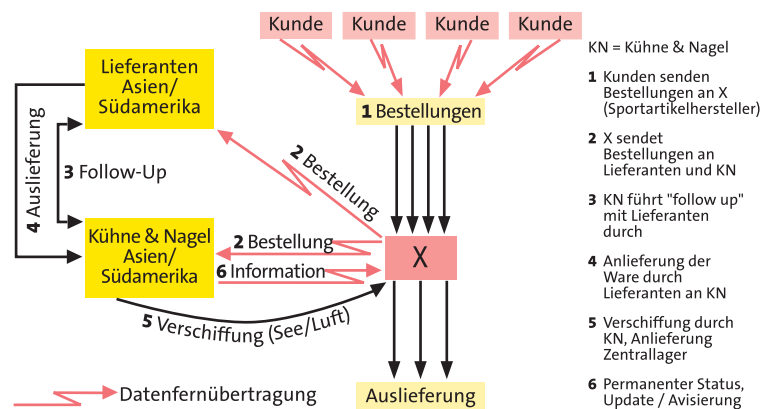 Kunde
Kunde
Kunde
Kunde
1 Bestellungen
Lieferanten
Asien/
Südamerika
4 Auslieferung
3 Follow-Up
2 Bestellung
Kühne & Nagel
Asien/
Südamerika
2 Bestellung
6 Information
X
5 Verschiffung (See/Luft)
Datenfernübertragung
Auslieferung
KN = Kühne & Nagel
1 Kunden senden
Bestellungen an X
(Sportartikelhersteller)
2 X sendet
Bestellungen an
Lieferanten und KN
3 KN führt "follow up"
mit Lieferanten
durch
4 Anlieferung der
Ware durch
Lieferanten an KN
5 Verschiffung durch
KN, Anlieferung
Zentrallager
6 Permanenter Status,
Update / Avisierung